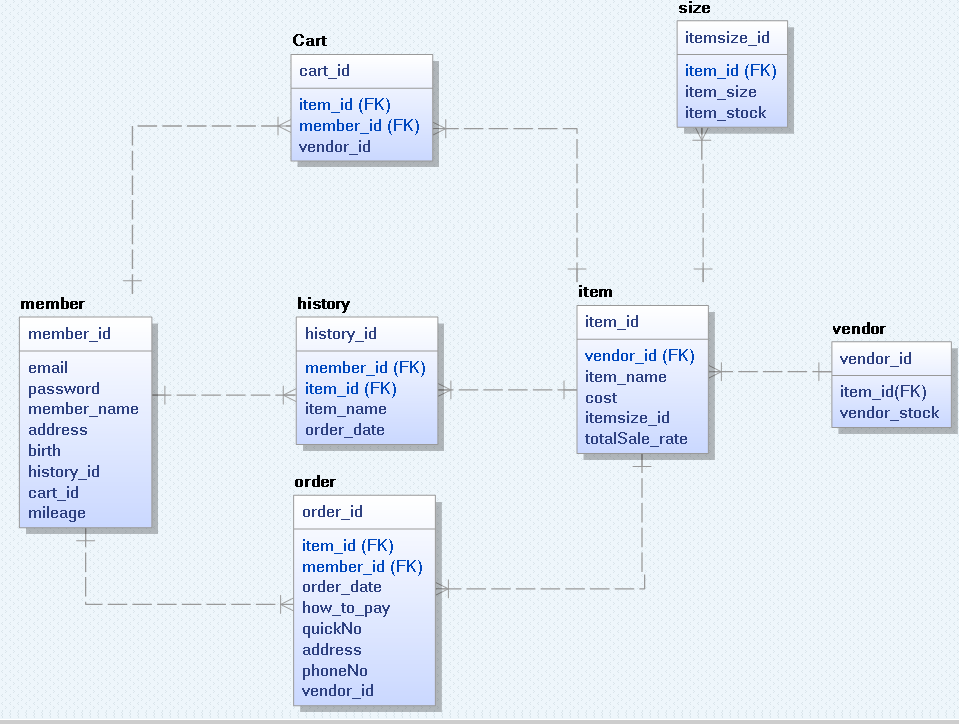 size
itemsize_id
item_id (FK)
item_size
item_stock
Cart
cart_id
item_id (FK)
member_id (FK)
vendor_id
member
member_id
email
password
member_name
address
birth
history_id
cart_id
mileage
history
history_id
member_id (FK)
item_id (FK)
item_name
order_date
item
item_id
vendor_id (FK)
item_name
cost
itemsize_id
totalSale_rate
vendor
vendor_id
item_id(FK)
vendor_stock
order
order_id
item_id (FK)
member_id (FK)
order_date
how_to_pay
quickNo
address
phoneNo
vendor_id